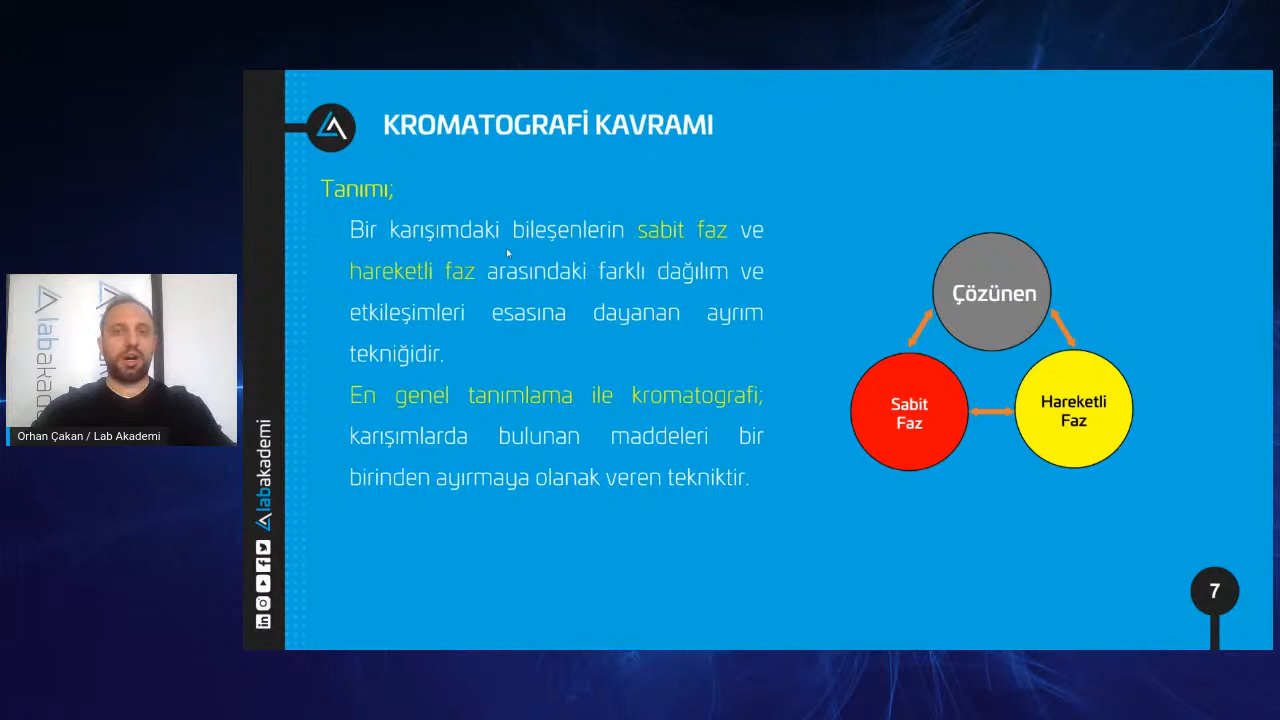 KROMATOGRAFİ KAVRAMI
Tanımı;
Bir karışımdaki bileşenlerin sabit faz ve
hareketli faz arasındaki farklı dağılım ve
etkileşimleri esasına dayanan ayrım
tekniğidir.
En genel tanımlama ile kromatografi;
karışımlarda bulunan maddeleri bir
birinden ayırmaya olanak veren tekniktir.
Çözünen
Sabit
Faz
Hareketli
Faz
labakade
Orhan Çakan / Lab Akademi
labakademi
7